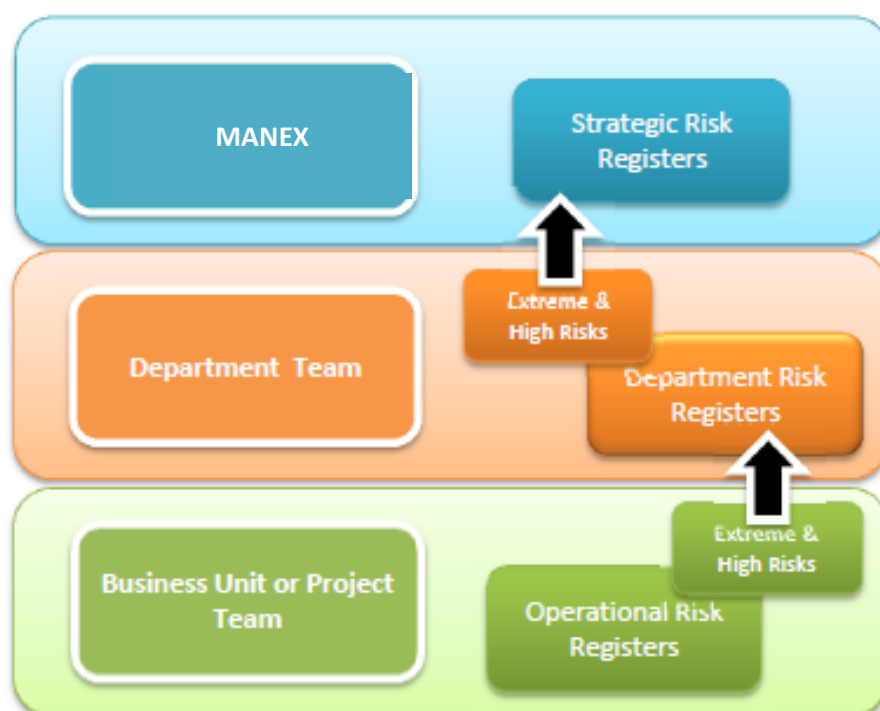 MANEX
Strategic Risk
Registers
Extreme &
High Risks
Department Team
Department Risk
Registers
Extreme &
High Risks
Business Unit or Project
Team
Operational Risk
Registers